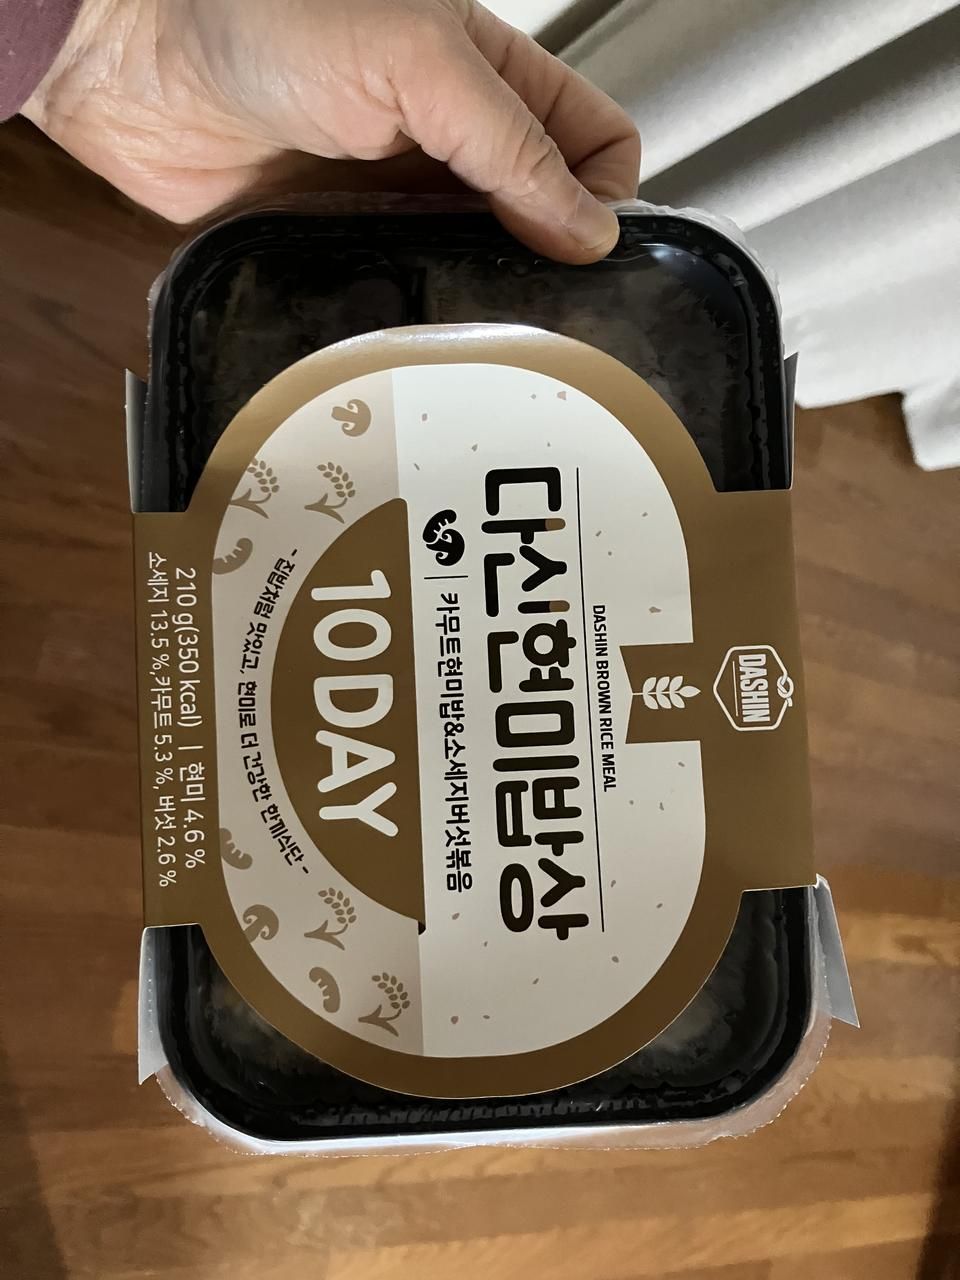 DASHIN
DASHIN BROWN RICE MEAL
다신현미밥상
카무트현미밥&소세지버섯볶음
10DAY
- 집밥처럼 맛있고, 현미로 더 건강한 한끼식단 -
210 g(350 kcal) | 현미 4.6 %
소세지 13.5 %,카무트 5.3 %, 버섯 2.6 %